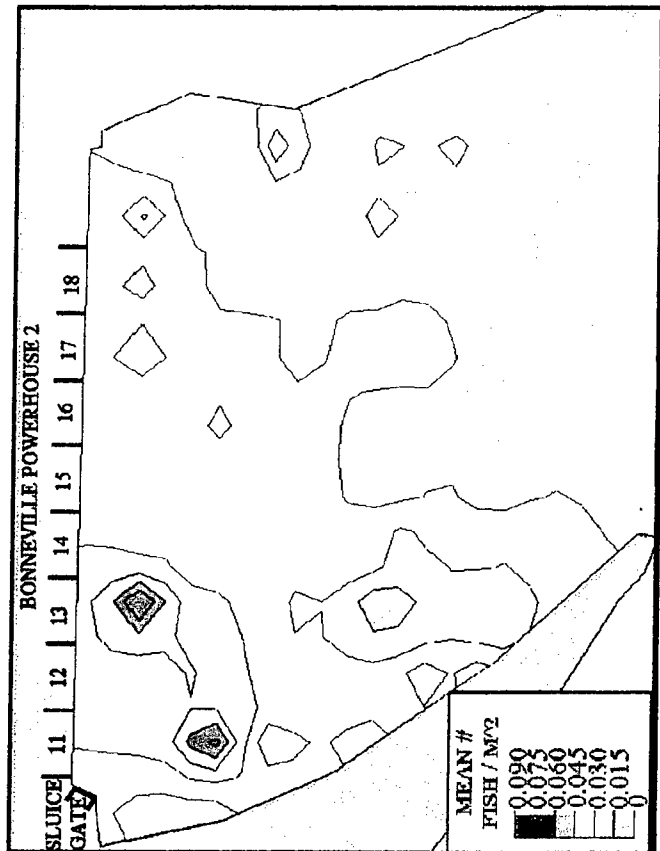 BONNEVILLE POWERHOUSE 2
SLUICE
GATE
11 12 13 14 15 16 17 18
MEAN #
FISH / M^2
0.090
0.075
0.060
0.045
0.030
0.015
0